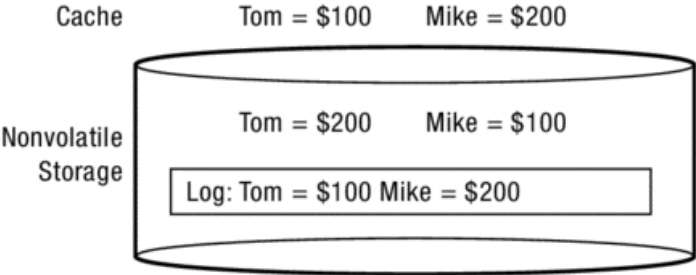 Cache Tom = $100 Mike = $200
Tom = $200 Mike = $100
Nonvolatile
Storage
Log: Tom = $100 Mike = $200